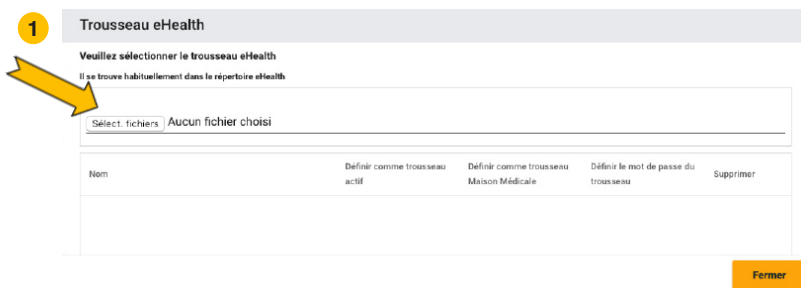 1
Trousseau eHealth
Veuillez sélectionner le trousseau eHealth
Il se trouve habituellement dans le répertoire eHealth
Sélect. fichiers Aucun fichier choisi
Nom
Définir comme trousseau
actif
Définir comme trousseau
Maison Médicale
Définir le mot de passe du
trousseau
Supprimer
Fermer